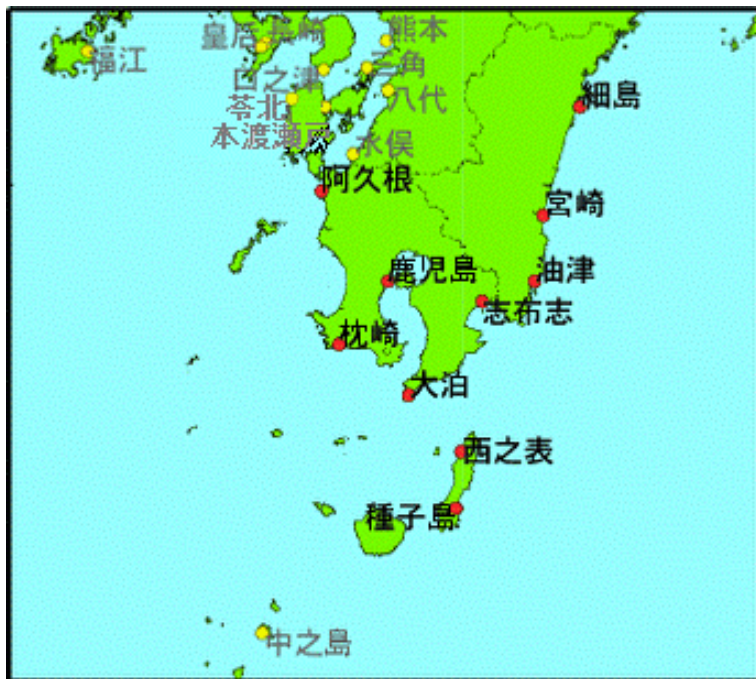 皇后
長崎
熊本
福江
三角
口之津
八代
細島
苓北
本渡瀬戸
水俣
阿久根
宮崎
鹿児島
油津
志布志
枕崎
大泊
西之表
種子島
中之島